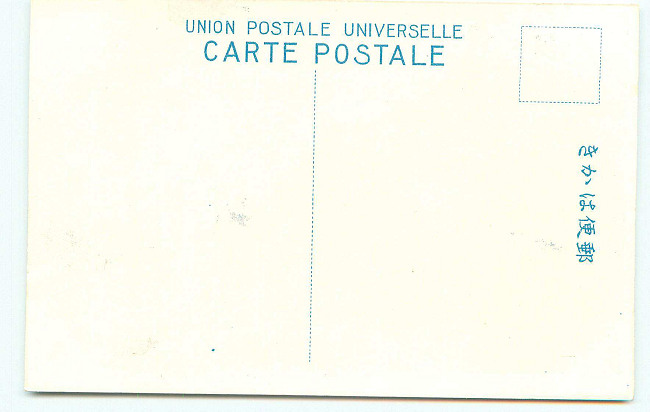 UNION POSTALE UNIVERSELLE
CARTE POSTALE
郵便はかき